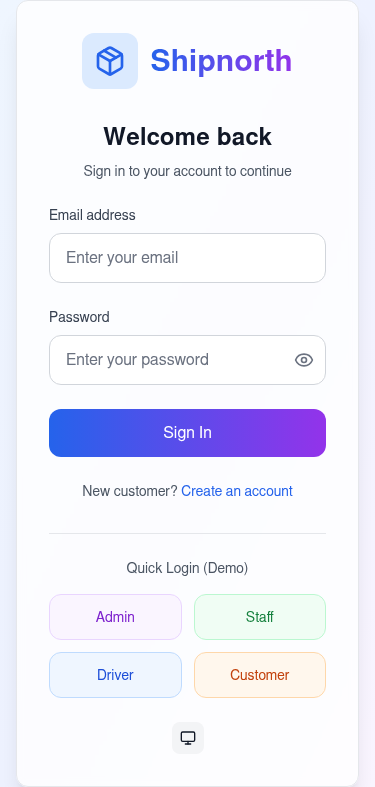 Shipnorth
Welcome back
Sign in to your account to continue
Email address
Enter your email
Password
Enter your password
Sign In
New customer? Create an account
Quick Login (Demo)
Admin
Staff
Driver
Customer